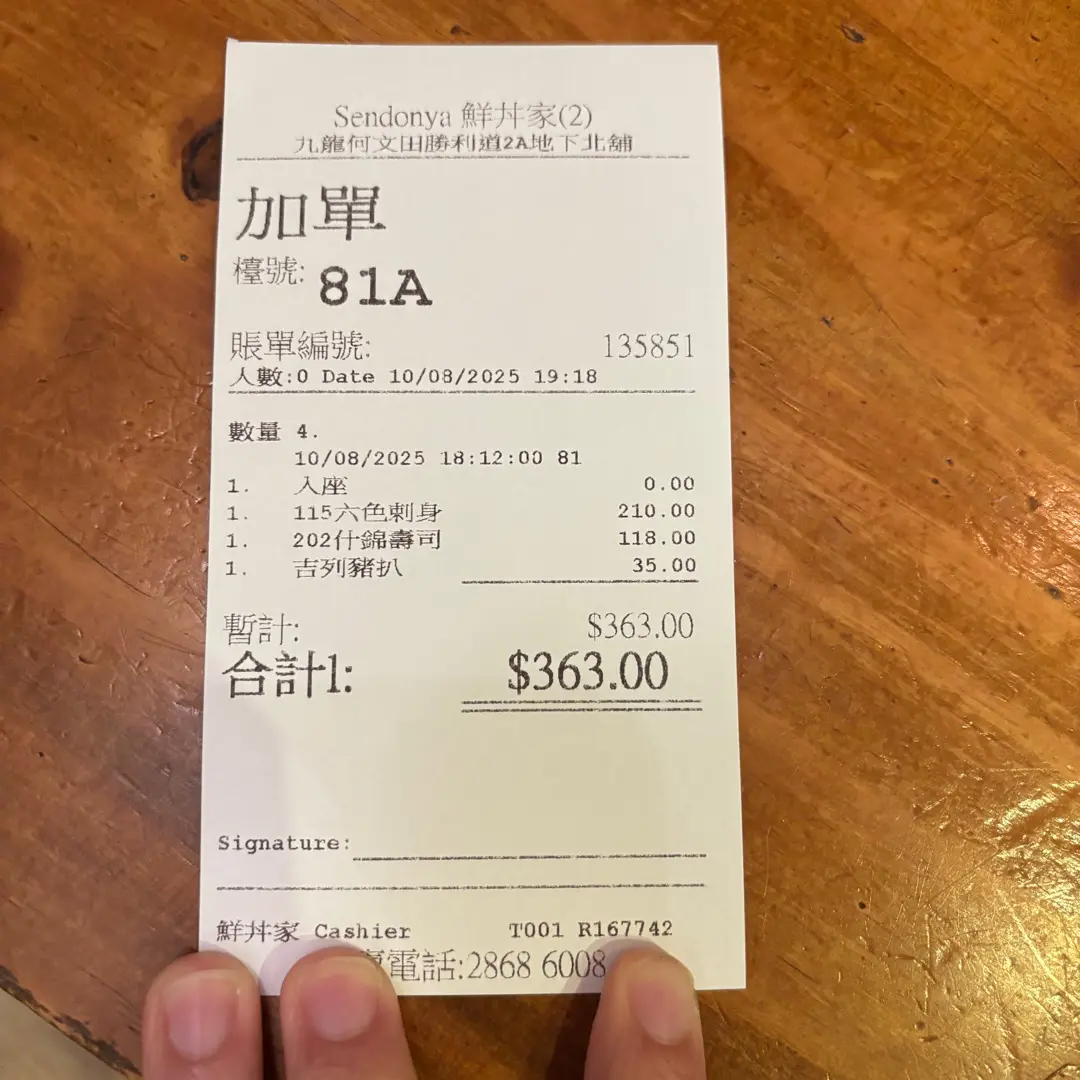 Sendonya 鮮丼家(2)
九龍何文田勝利道2A地下北舖
加單
檯號: 81A
賬單編號: 135851
人數:0 Date 10/08/2025 19:18
數量 4.
10/08/2025 18:12:00 81
1. 入座 0.00
1. 115六色刺身 210.00
1. 202什錦壽司 118.00
1. 吉列豬扒 35.00
暫計: $363.00
合計1: $363.00
Signature:
鮮丼家 Cashier T001 R167742
電話:2868 6008